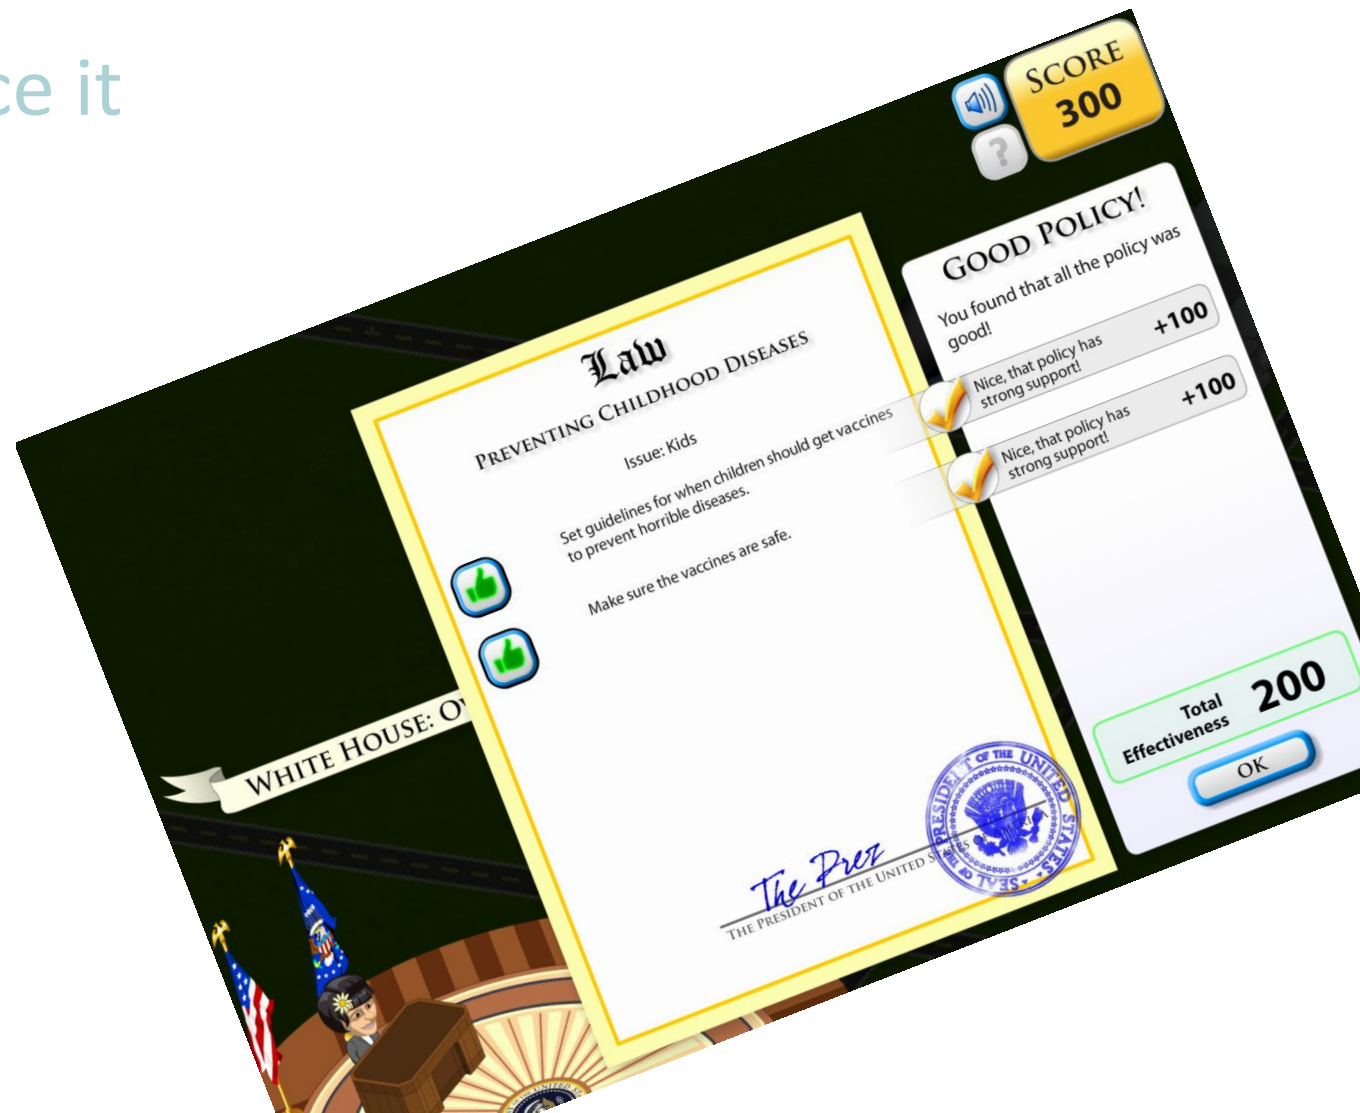 ce it
SCORE
300
?
GOOD POLICY!
You found that all the policy was
good!
Nice, that policy has
strong support!
+100
Nice, that policy has
strong support!
+100
Total
Effectiveness
200
OK
Law
PREVENTING CHILDHOOD DISEASES
Issue: Kids
Set guidelines for when children should get vaccines
to prevent horrible diseases.
Make sure the vaccines are safe.
The Prez
THE PRESIDENT OF THE UNITED
SEAL OF THE PRESIDENT OF THE UNITED STATES
WHITE HOUSE: